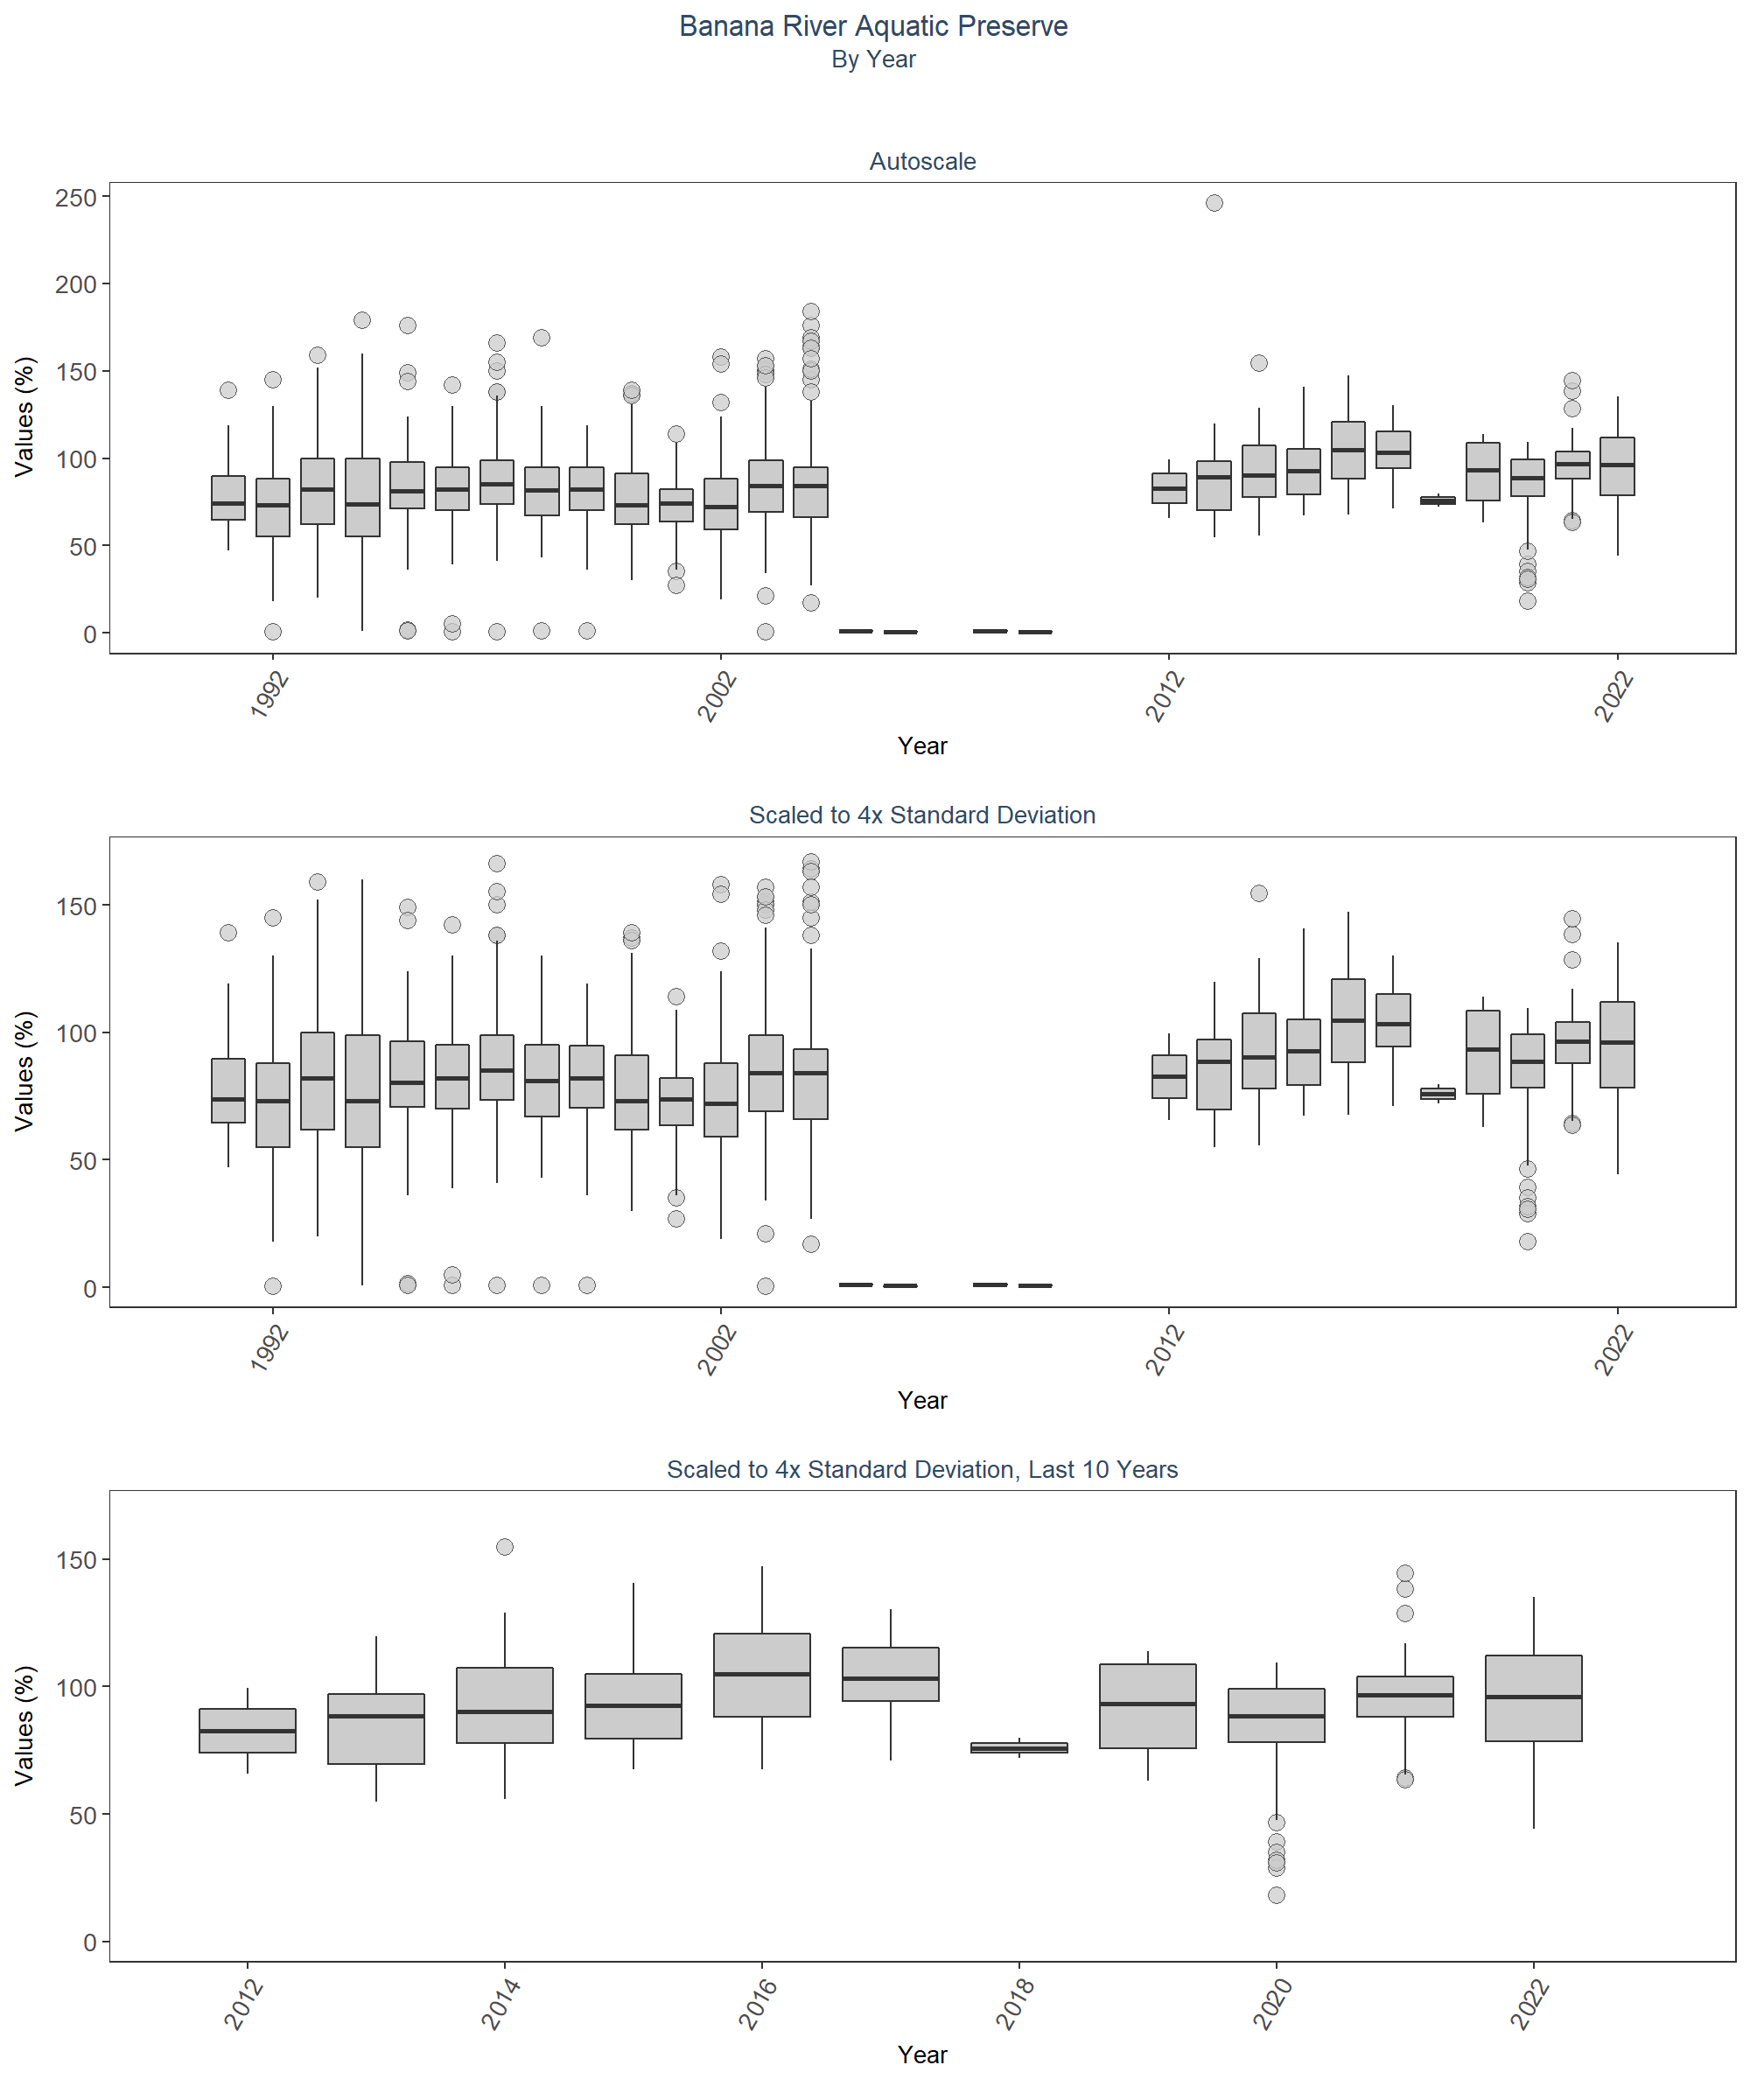 Banana River Aquatic Preserve
By Year
Autoscale
Values (%)
250
200
150
100
50
0
1992
2002
2012
2022
Year
Scaled to 4x Standard Deviation
Values (%)
150
100
50
0
1992
2002
2012
2022
Year
Scaled to 4x Standard Deviation, Last 10 Years
Values (%)
150
100
50
0
2012
2014
2016
2018
2020
2022
Year